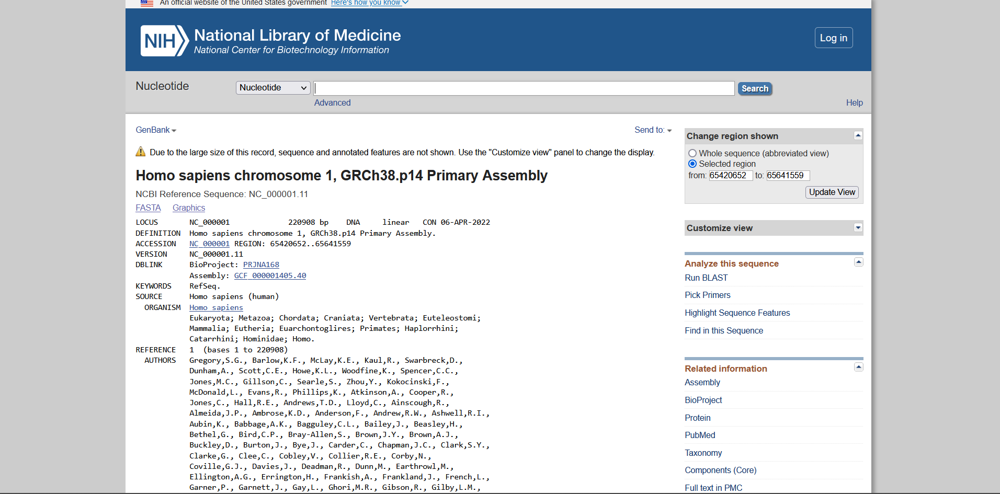 An official website of the United States government Here's how you know
NIH National Library of Medicine
National Center for Biotechnology Information
Log in
Nucleotide
Nucleotide
Search
Advanced
Help
GenBank
Send to:
Due to the large size of this record, sequence and annotated features are not shown. Use the "Customize view" panel to change the display.
Homo sapiens chromosome 1, GRCh38.p14 Primary Assembly
NCBI Reference Sequence: NC_000001.11
FASTA Graphics
LOCUS NC_000001 220908 bp DNA linear CON 06-APR-2022
DEFINITION Homo sapiens chromosome 1, GRCh38.p14 Primary Assembly.
ACCESSION NC_000001 REGION: 65420652..65641559
VERSION NC_000001.11
DBLINK BioProject: PRJNA168
Assembly: GCF_000001405.40
KEYWORDS RefSeq.
SOURCE Homo sapiens (human)
ORGANISM Homo sapiens
Eukaryota; Metazoa; Chordata; Craniata; Vertebrata; Euteleostomi;
Mammalia; Eutheria; Euarchontoglires; Primates; Haplorrhini;
Catarrhini; Hominidae; Homo.
REFERENCE 1 (bases 1 to 220908)
AUTHORS Gregory,S.G., Barlow,K.F., McLay,K.E., Kaul,R., Swarbreck,D.,
Dunham,A., Scott,C.E., Howe,K.L., Woodfine,K., Spencer,C.C.,
Jones,M.C., Gillson,C., Searle,S., Zhou,Y., Kokocinski,F.,
McDonald,L., Evans,R., Phillips,K., Atkinson,A., Cooper,R.,
Jones,C., Hall,R.E., Andrews,T.D., Lloyd,C., Ainscough,R.,
Almeida,J.P., Ambrose,K.D., Anderson,F., Andrew,R.W., Ashwell,R.I.,
Aubin,K., Babbage,A.K., Bagguley,C.L., Bailey,J., Beasley,H.,
Bethel,G., Bird,C.P., Bray-Allen,S., Brown,J.Y., Brown,A.J.,
Buckley,D., Burton,J., Bye,J., Carder,C., Chapman,J.C., Clark,S.Y.,
Clarke,G., Clee,C., Cobley,V., Collier,R.E., Corby,N.,
Coville,G.J., Davies,J., Deadman,R., Dunn,M., Earthrowl,M.,
Ellington,A.G., Errington,H., Frankish,A., Frankland,J., French,L.,
Garner,P., Garnett,J., Gay,L., Ghori,M.R., Gibson,R., Gilby,L.M.,
Change region shown
Whole sequence (abbreviated view)
Selected region
from: 65420652 to: 65641559
Update View
Customize view
Analyze this sequence
Run BLAST
Pick Primers
Highlight Sequence Features
Find in this Sequence
Related information
Assembly
BioProject
Protein
PubMed
Taxonomy
Components (Core)
Full text in PMC